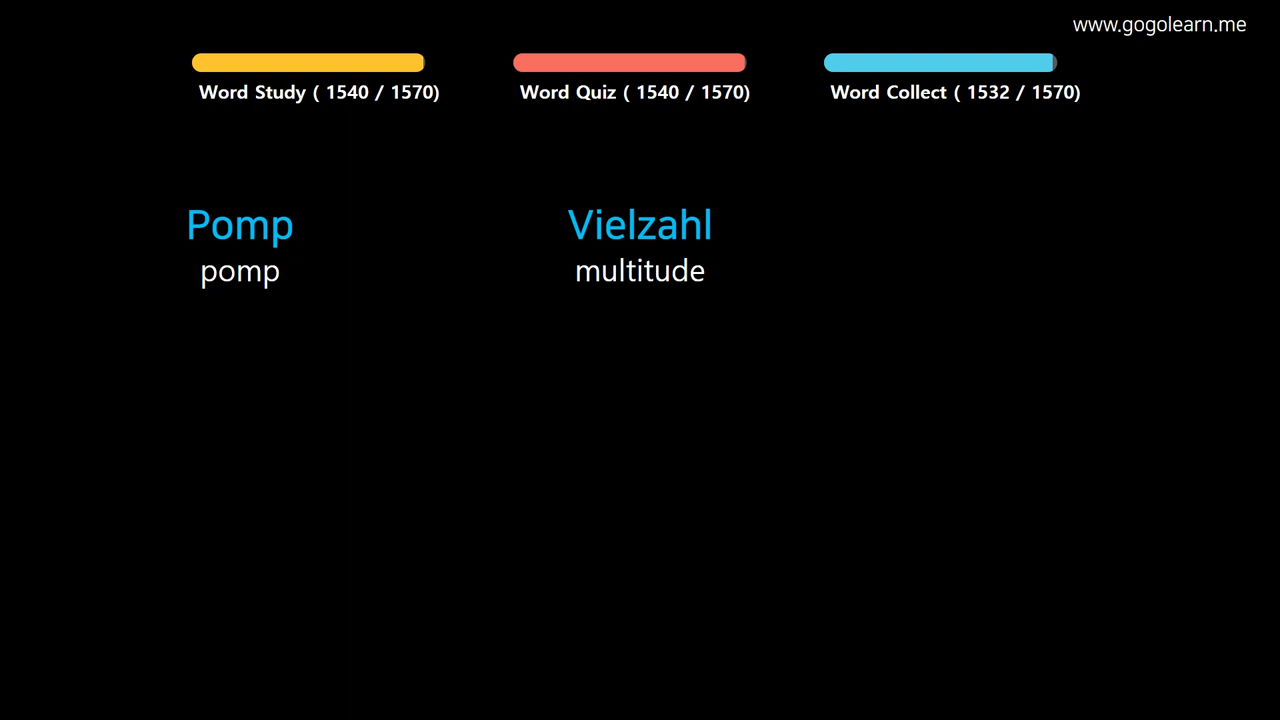 www.gogolearn.me
Word Study ( 1540 / 1570)
Word Quiz ( 1540 / 1570)
Word Collect ( 1532 / 1570)
Pomp
pomp
Vielzahl
multitude